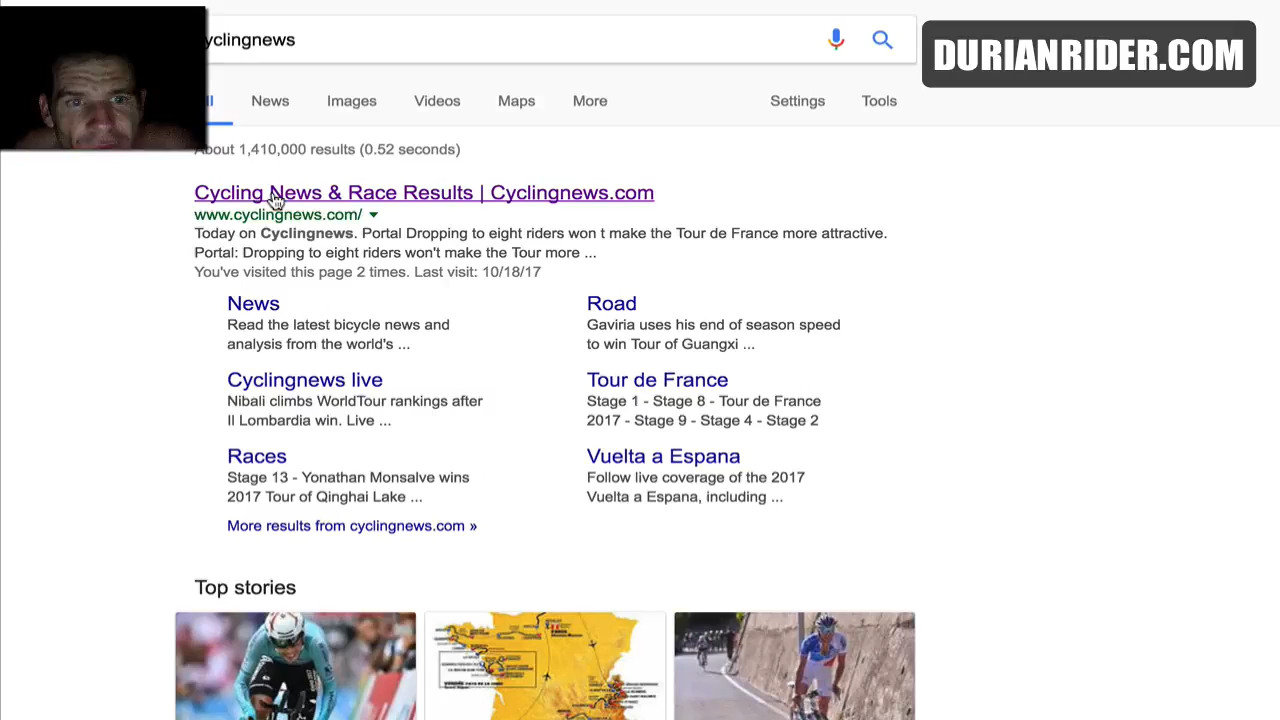 yclingnews
DURIANRIDER.COM
ll
News
Images
Videos
Maps
More
Settings
Tools
About 1,410,000 results (0.52 seconds)
Cycling News & Race Results | Cyclingnews.com
www.cyclingnews.com/
Today on Cyclingnews. Portal Dropping to eight riders won t make the Tour de France more attractive.
Portal: Dropping to eight riders won't make the Tour more ...
You've visited this page 2 times. Last visit: 10/18/17
News
Read the latest bicycle news and
analysis from the world's ...
Road
Gaviria uses his end of season speed
to win Tour of Guangxi ...
Cyclingnews live
Nibali climbs WorldTour rankings after
Il Lombardia win. Live ...
Tour de France
Stage 1 - Stage 8 - Tour de France
2017 - Stage 9 - Stage 4 - Stage 2
Races
Stage 13 - Yonathan Monsalve wins
2017 Tour of Qinghai Lake ...
Vuelta a Espana
Follow live coverage of the 2017
Vuelta a Espana, including ...
More results from cyclingnews.com »
Top stories